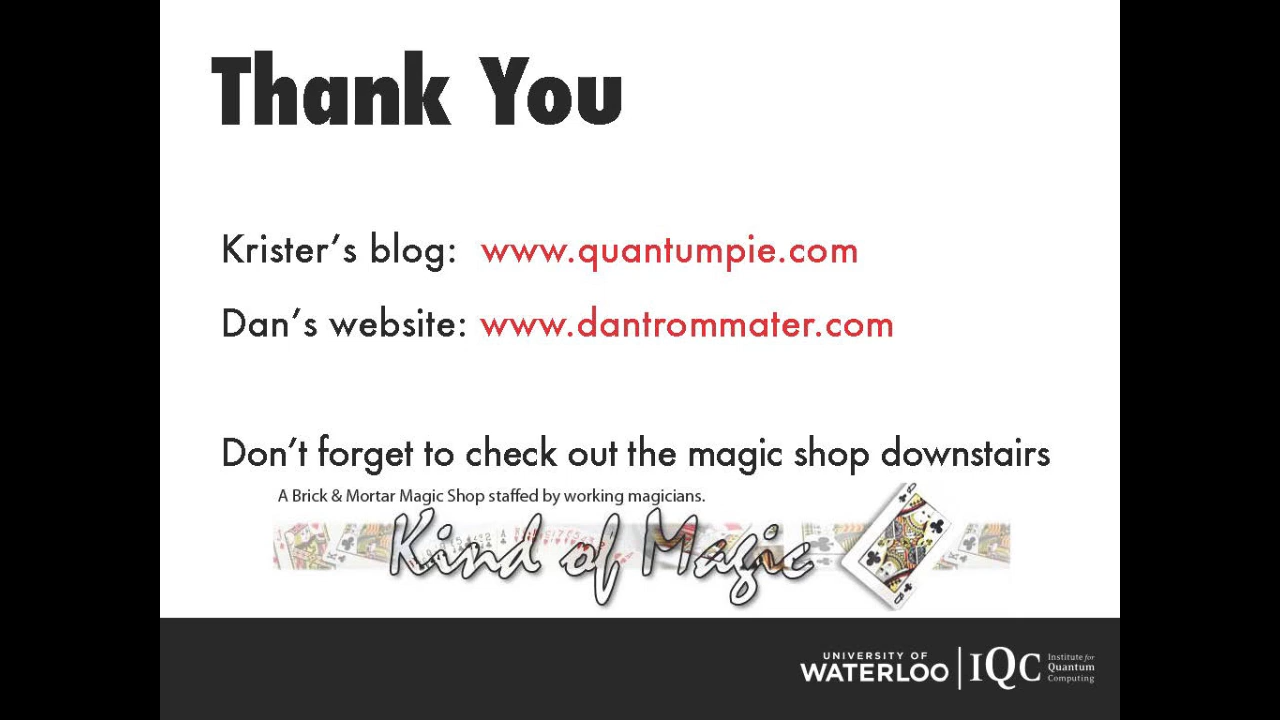 Thank You
Krister’s blog: www.quantumpie.com
Dan’s website: www.dantrommater.com
Don’t forget to check out the magic shop downstairs
A Brick & Mortar Magic Shop staffed by working magicians.
Kind of Magic
UNIVERSITY OF
WATERLOO
IQC
Institute for
Quantum
Computing